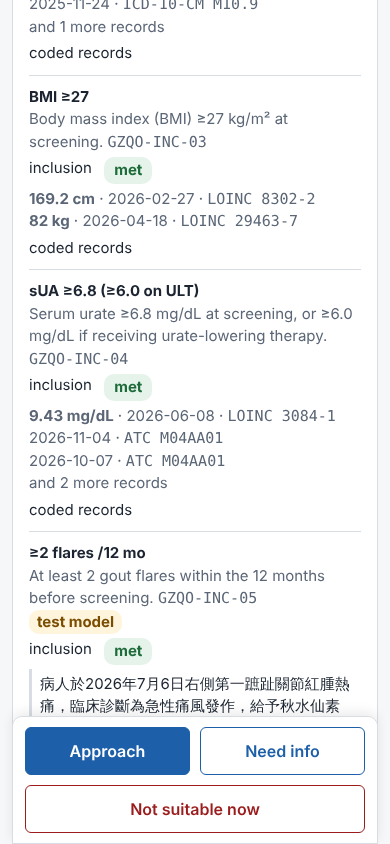 2025-11-24 · ICD-10-CM M10.9
and 1 more records
coded records
BMI ≥27
Body mass index (BMI) ≥27 kg/m² at
screening. GZQO-INC-03
inclusion met
169.2 cm · 2026-02-27 · LOINC 8302-2
82 kg · 2026-04-18 · LOINC 29463-7
coded records
sUA ≥6.8 (≥6.0 on ULT)
Serum urate ≥6.8 mg/dL at screening, or ≥6.0
mg/dL if receiving urate-lowering therapy.
GZQO-INC-04
inclusion met
9.43 mg/dL · 2026-06-08 · LOINC 3084-1
2026-11-04 · ATC M04AA01
2026-10-07 · ATC M04AA01
and 2 more records
coded records
≥2 flares /12 mo
At least 2 gout flares within the 12 months
before screening. GZQO-INC-05
test model
inclusion met
病人於2026年7月6日右側第一蹠趾關節紅腫熱
痛，臨床診斷為急性痛風發作，給予秋水仙素
Approach
Need info
Not suitable now